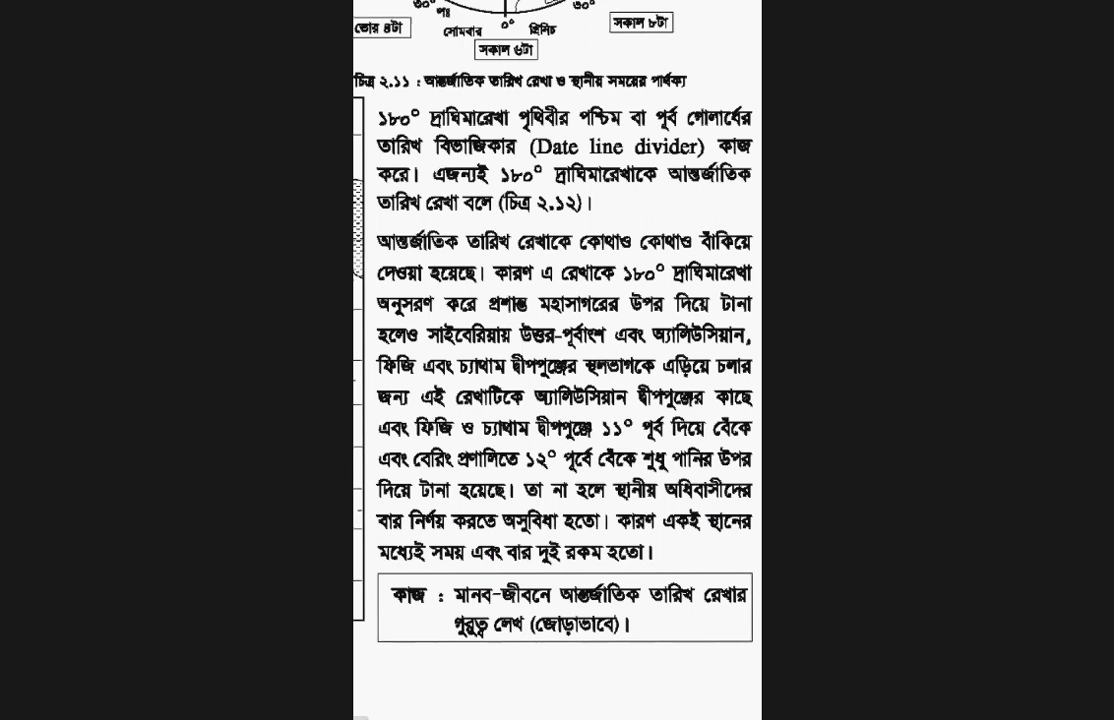 ৩০° পঃ ৩০°
ভোর ৪টা সোমবার ০° গ্রিনিচ সকাল ৮টা
সকাল ৬টা
চিত্র ২.১১ : আন্তর্জাতিক তারিখ রেখা ও স্থানীয় সময়ের পার্থক্য
১৮০° দ্রাঘিমারেখা পৃথিবীর পশ্চিম বা পূর্ব গোলার্ধের
তারিখ বিভাজিকার (Date line divider) কাজ
করে। এজন্যই ১৮০° দ্রাঘিমারেখাকে আন্তর্জাতিক
তারিখ রেখা বলে (চিত্র ২.১২)।
আন্তর্জাতিক তারিখ রেখাকে কোথাও কোথাও বাঁকিয়ে
দেওয়া হয়েছে। কারণ এ রেখাকে ১৮০° দ্রাঘিমারেখা
অনুসরণ করে প্রশান্ত মহাসাগরের উপর দিয়ে টানা
হলেও সাইবেরিয়ায় উত্তর-পূর্বাংশ এবং অ্যালিউসিয়ান,
ফিজি এবং চ্যাথাম দ্বীপপুঞ্জের স্থলভাগকে এড়িয়ে চলার
জন্য এই রেখাটিকে অ্যালিউসিয়ান দ্বীপপুঞ্জের কাছে
এবং ফিজি ও চ্যাথাম দ্বীপপুঞ্জে ১১° পূর্ব দিয়ে বেঁকে
এবং বেরিং প্রণালিতে ১২° পূর্বে বেঁকে শুধু পানির উপর
দিয়ে টানা হয়েছে। তা না হলে স্থানীয় অধিবাসীদের
বার নির্ণয় করতে অসুবিধা হতো। কারণ একই স্থানের
মধ্যেই সময় এবং বার দুই রকম হতো।
কাজ : মানব-জীবনে আন্তর্জাতিক তারিখ রেখার
গুরুত্ব লেখ (জোড়াভাবে)।